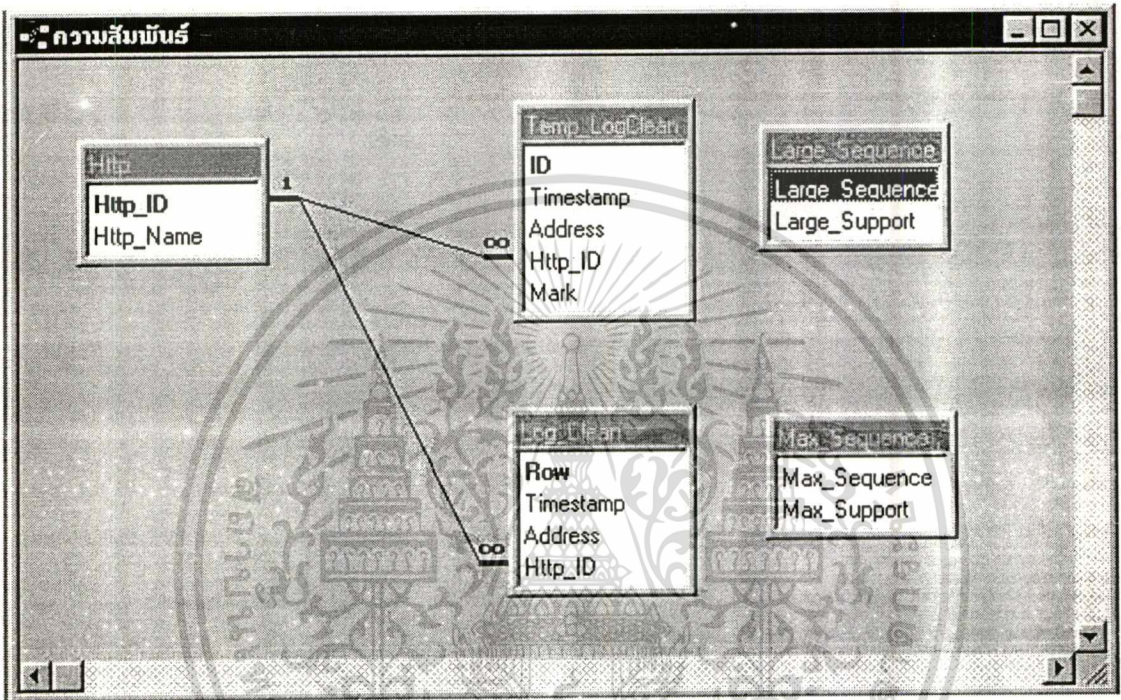 ความสัมพันธ์
Http
Http_ID
Http_Name
1
∞
∞
Temp_LogClean
ID
Timestamp
Address
Http_ID
Mark
Large_Sequence
Large_Sequence
Large_Support
Log_Clean
Row
Timestamp
Address
Http_ID
Max_Sequence
Max_Sequence
Max_Support